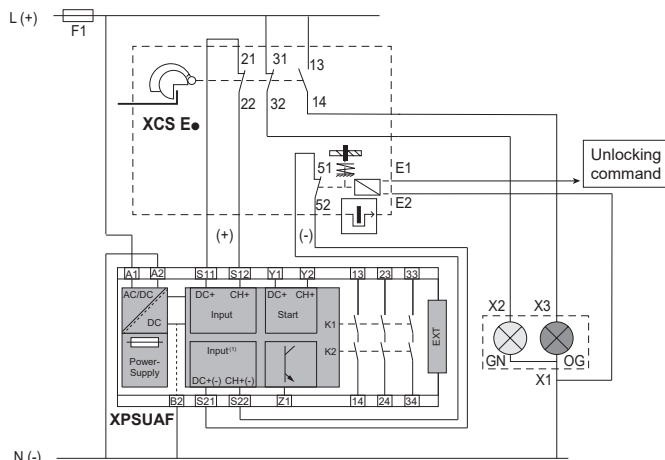 L (+)
F1
21
31
13
22
32
14
XCS E●
51
52
E1
E2
Unlocking
command
(+)
(-)
A1
A2
S11
S12
Y1
Y2
13
23
33
AC/DC
DC
DC+
CH+
Input
DC+
CH+
Start
K1
K2
EXT
Power-
Supply
Input(1)
DC+(-)
CH+(-)
B2
S21
S22
Z1
14
24
34
XPSUAF
X2
X3
GN
OG
X1
N (-)